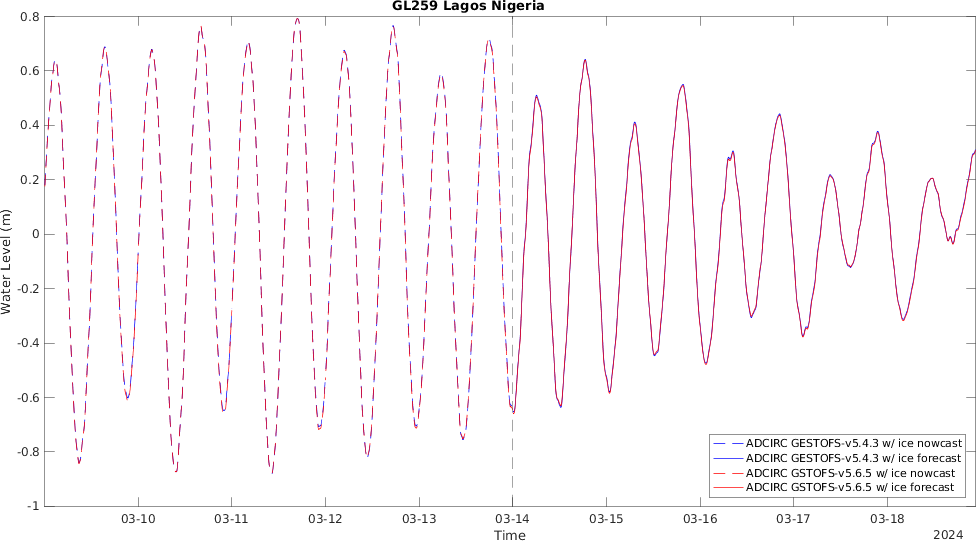 GL259 Lagos Nigeria
0.8
0.6
0.4
0.2
0
-0.2
-0.4
-0.6
-0.8
-1
Water Level (m)
03-10 03-11 03-12 03-13 03-14 03-15 03-16 03-17 03-18
Time
2024
ADCIRC GESTOFS-v5.4.3 w/ ice nowcast
ADCIRC GESTOFS-v5.4.3 w/ ice forecast
ADCIRC GSTOFS-v5.6.5 w/ ice nowcast
ADCIRC GSTOFS-v5.6.5 w/ ice forecast